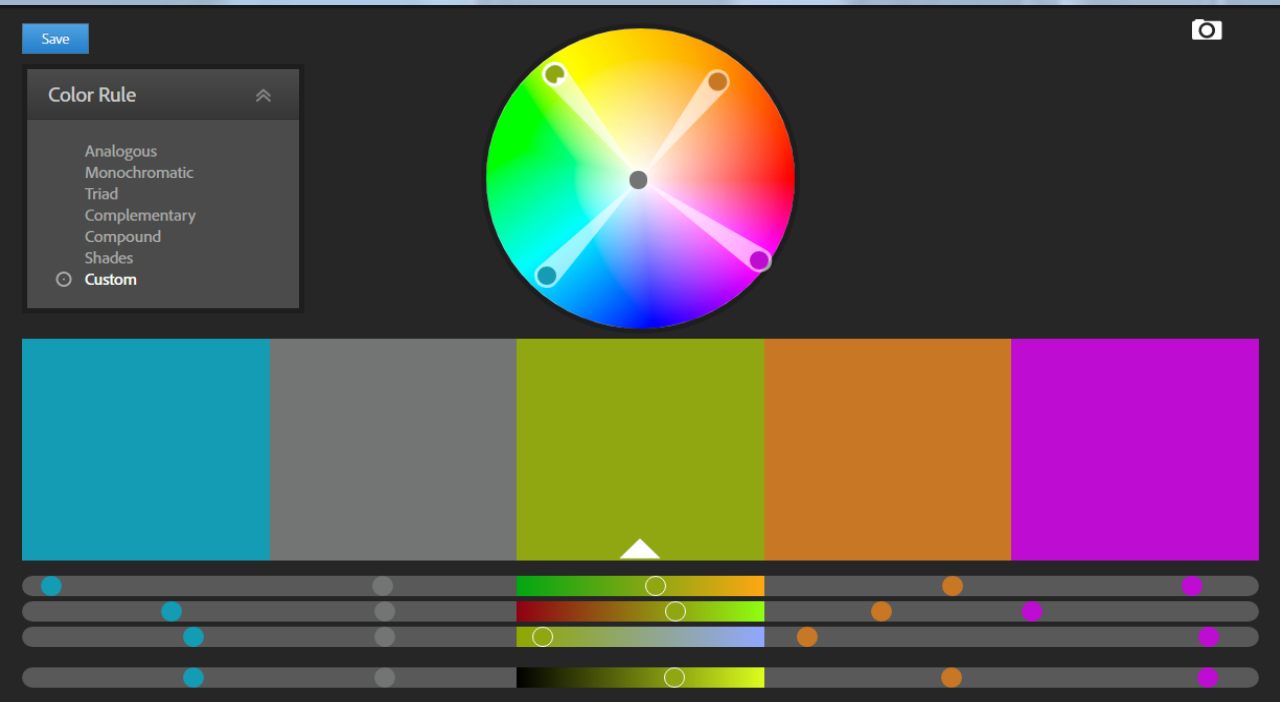 Save
Color Rule
Analogous
Monochromatic
Triad
Complementary
Compound
Shades
Custom